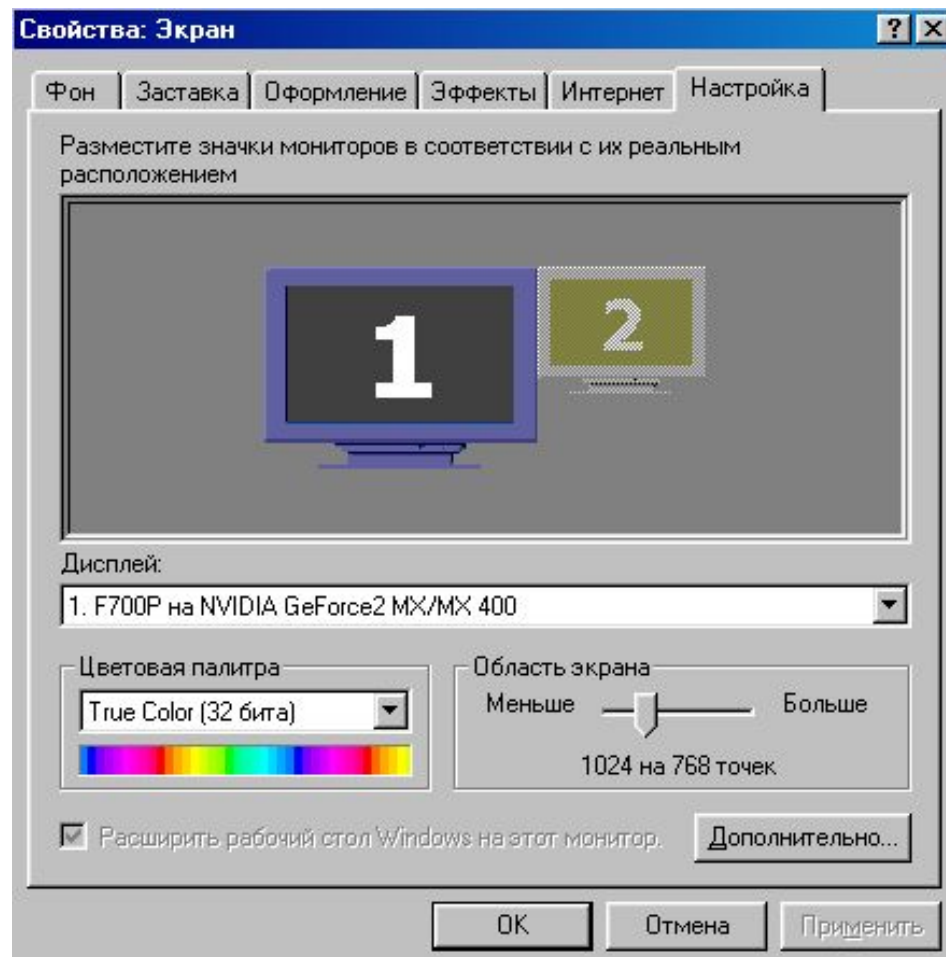 Свойства: Экран
Фон Заставка Оформление Эффекты Интернет Настройка
Разместите значки мониторов в соответствии с их реальным
расположением
1 2
Дисплей:
1. F700P на NVIDIA GeForce2 MX/MX 400
Цветовая палитра
True Color (32 бита)
Область экрана
Меньше Больше
1024 на 768 точек
Расширить рабочий стол Windows на этот монитор.
Дополнительно...
OK Отмена Применить